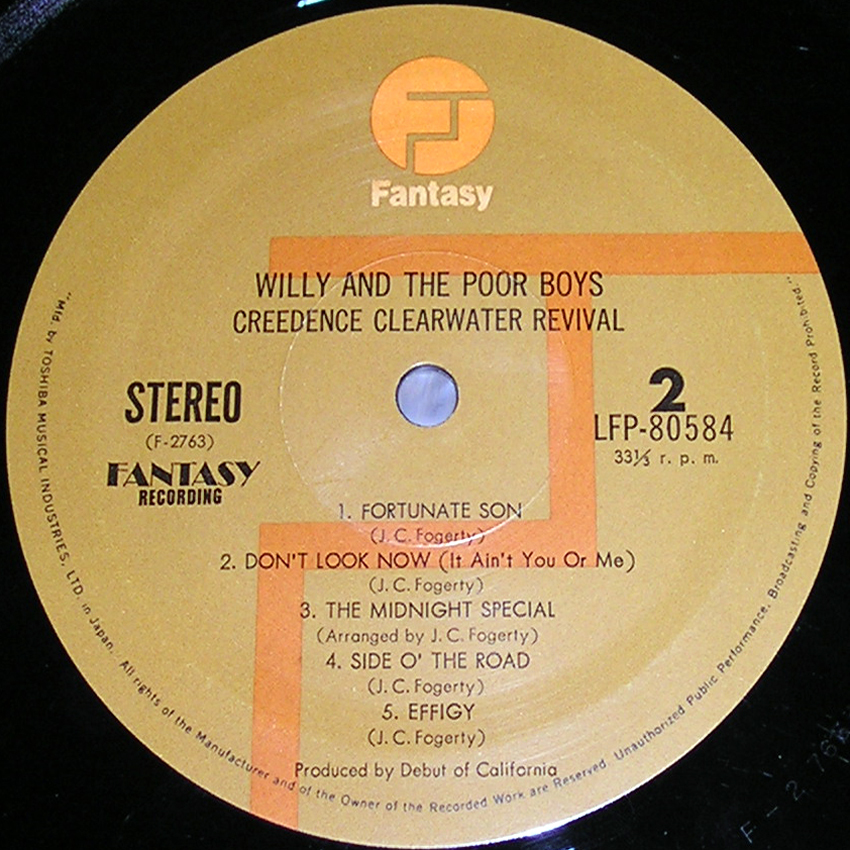 Fantasy
WILLY AND THE POOR BOYS
CREEDENCE CLEARWATER REVIVAL
STEREO
(F-2763)
FANTASY
RECORDING
2
LFP-80584
33⅓ r. p. m.
1. FORTUNATE SON
(J. C. Fogerty)
2. DON'T LOOK NOW (It Ain't You Or Me)
(J. C. Fogerty)
3. THE MIDNIGHT SPECIAL
(Arranged by J. C. Fogerty)
4. SIDE O' THE ROAD
(J. C. Fogerty)
5. EFFIGY
(J. C. Fogerty)
Produced by Debut of California
"Mfd by TOSHIBA MUSICAL INDUSTRIES, LTD. in Japan. All rights of the Manufacturer and of the Owner of the Recorded Work are Reserved. Unauthorized Public Performance, Broadcasting and Copying of the Record Prohibited."